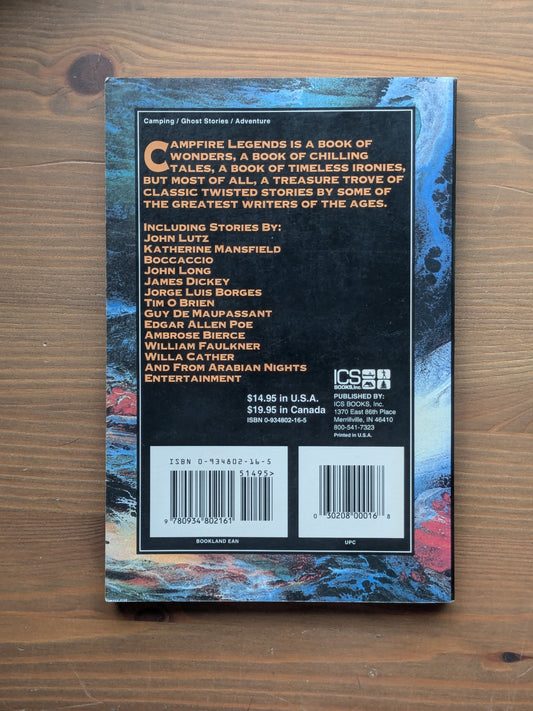 Camping / Ghost Stories / Adventure
CAMPFIRE LEGENDS IS A BOOK OF
WONDERS, A BOOK OF CHILLING
TALES, A BOOK OF TIMELESS IRONIES,
BUT MOST OF ALL, A TREASURE TROVE OF
CLASSIC TWISTED STORIES BY SOME OF
THE GREATEST WRITERS OF THE AGES.
INCLUDING STORIES BY:
JOHN LUTZ
KATHERINE MANSFIELD
BOCCACCIO
JOHN LONG
JAMES DICKEY
JORGE LUIS BORGES
TIM O BRIEN
GUY DE MAUPASSANT
EDGAR ALLEN POE
AMBROSE BIERCE
WILLIAM FAULKNER
WILLA CATHER
AND FROM ARABIAN NIGHTS
ENTERTAINMENT
$14.95 in U.S.A.
$19.95 in Canada
ISBN 0-934802-16-5
ICS
BOOKS, Inc.
PUBLISHED BY:
ICS BOOKS, Inc.
1370 East 86th Place
Merrillville, IN 46410
800-541-7323
Printed in U.S.A.
ISBN 0-934802-16-5
51495>
9 780934 802161
BOOKLAND EAN
0 30208 00016 8
UPC